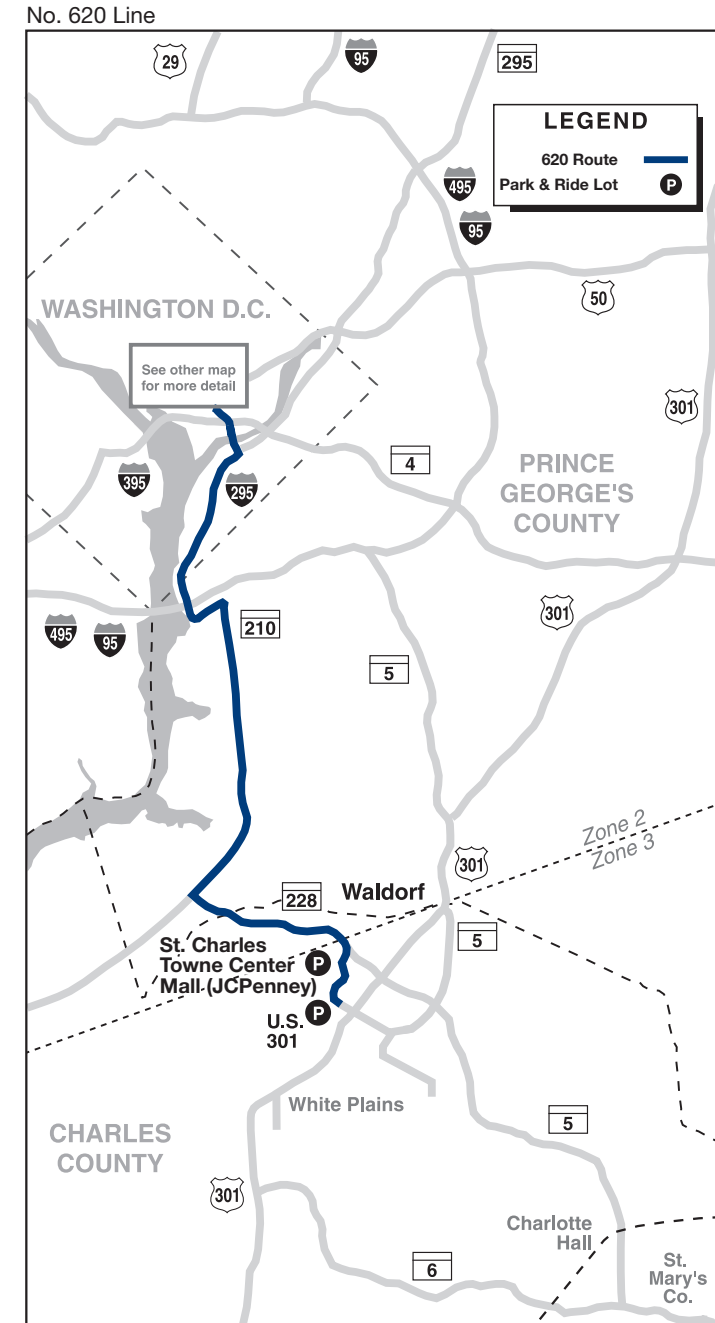 No. 620 Line
29
95
295
LEGEND
620 Route
Park & Ride Lot
P
495
95
50
WASHINGTON D.C.
See other map
for more detail
301
395
295
4
PRINCE
GEORGE'S
COUNTY
495
95
210
301
5
Zone 2
Zone 3
301
228
Waldorf
5
St. Charles
Towne Center
Mall (JCPenney)
P
U.S.
301
P
White Plains
CHARLES
COUNTY
5
301
Charlotte
Hall
6
St.
Mary's
Co.